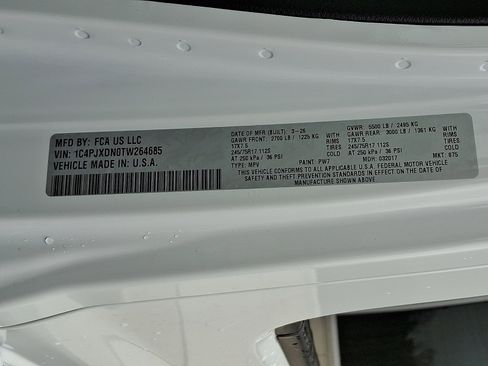 MFD BY: FCA US LLC
VIN: 1C4PJXDN0TW264685
VEHICLE MADE IN: U.S.A.
DATE OF MFR (BUILT): 3-26 GVWR: 5500 LB / 2495 KG
GAWR FRONT: 2700 LB / 1225 KG WITH GAWR REAR: 3000 LB / 1361 KG WITH
17X7.5 RIMS 17X7.5 RIMS
245/75R17 112S TIRES 245/75R17 112S TIRES
AT 250 kPa / 36 PSI COLD AT 250 kPa / 36 PSI COLD
TYPE: MPV PAINT: PW7 MDH: 032017 MKT: 875
THIS VEHICLE CONFORMS TO ALL APPLICABLE U.S.A. FEDERAL MOTOR VEHICLE
SAFETY AND THEFT PREVENTION STANDARDS IN EFFECT ON THE DATE OF
MANUFACTURE SHOWN ABOVE